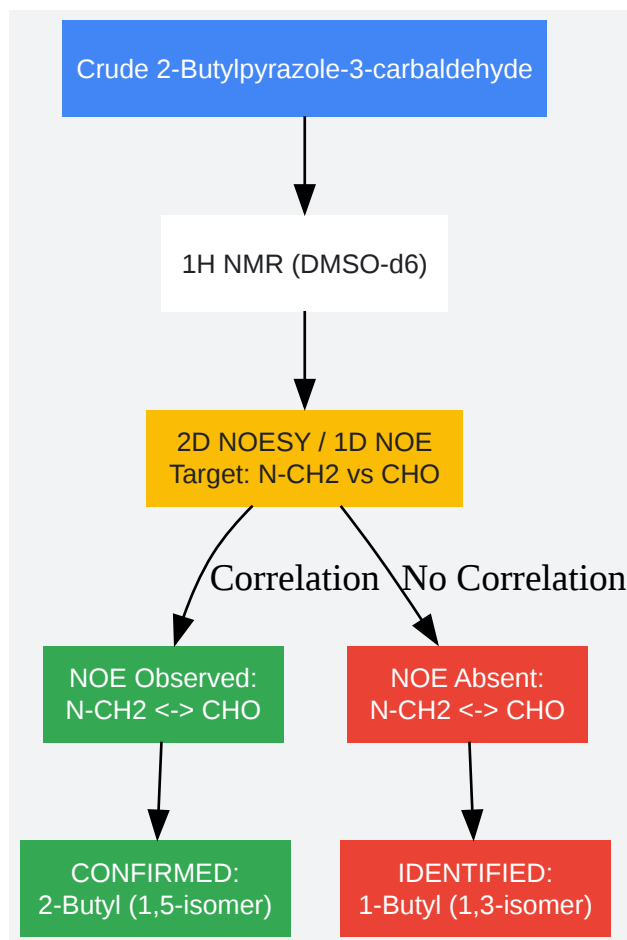 Crude 2-Butylpyrazole-3-carbaldehyde
1H NMR (DMSO-d6)
2D NOESY / 1D NOE
Target: N-CH2 vs CHO
Correlation
No Correlation
NOE Observed:
N-CH2 <-> CHO
NOE Absent:
N-CH2 <-> CHO
CONFIRMED:
2-Butyl (1,5-isomer)
IDENTIFIED:
1-Butyl (1,3-isomer)